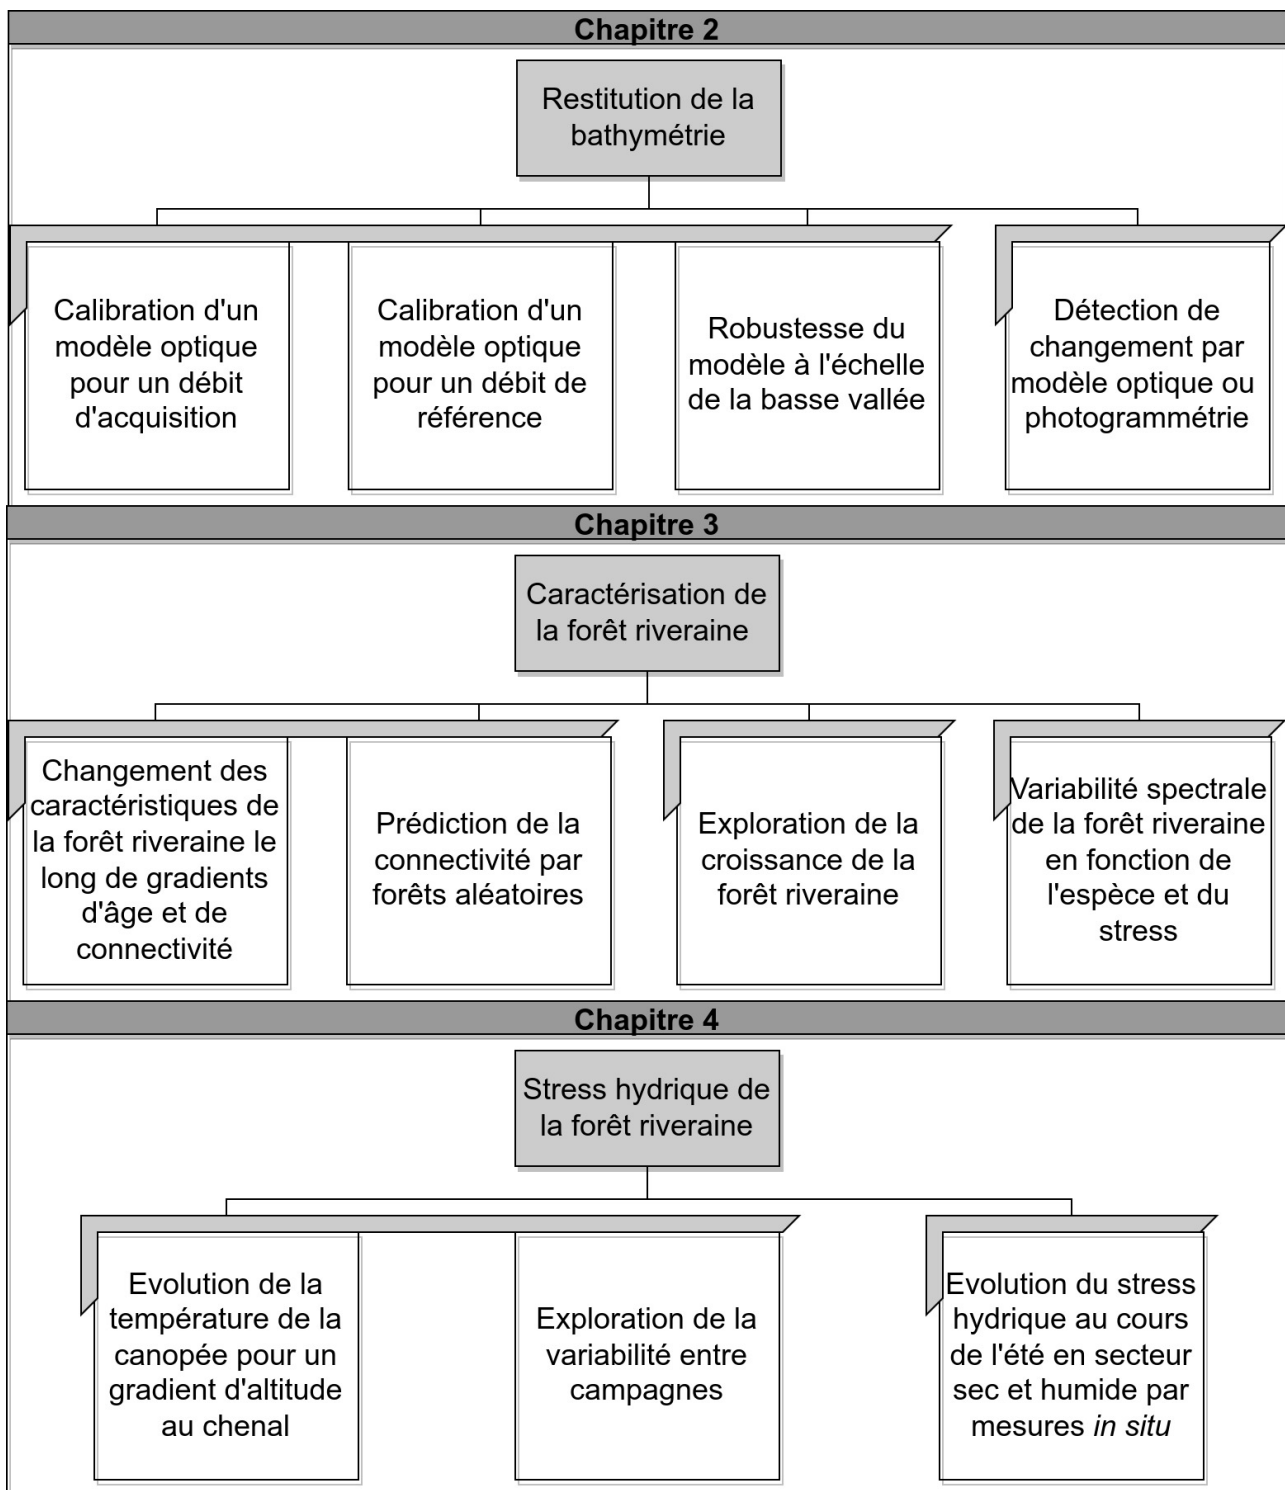 Chapitre 2
Restitution de la
bathymétrie
Calibration d'un
modèle optique
pour un débit
d'acquisition
Calibration d'un
modèle optique
pour un débit de
référence
Robustesse du
modèle à l'échelle
de la basse vallée
Détection de
changement par
modèle optique ou
photogrammétrie
Chapitre 3
Caractérisation de
la forêt riveraine
Changement des
caractéristiques de
la forêt riveraine le
long de gradients
d'âge et de
connectivité
Prédiction de la
connectivité par
forêts aléatoires
Exploration de la
croissance de la
forêt riveraine
Variabilité spectrale
de la forêt riveraine
en fonction de
l'espèce et du
stress
Chapitre 4
Stress hydrique de
la forêt riveraine
Evolution de la
température de la
canopée pour un
gradient d'altitude
au chenal
Exploration de la
variabilité entre
campagnes
Evolution du stress
hydrique au cours
de l'été en secteur
sec et humide par
mesures in situ